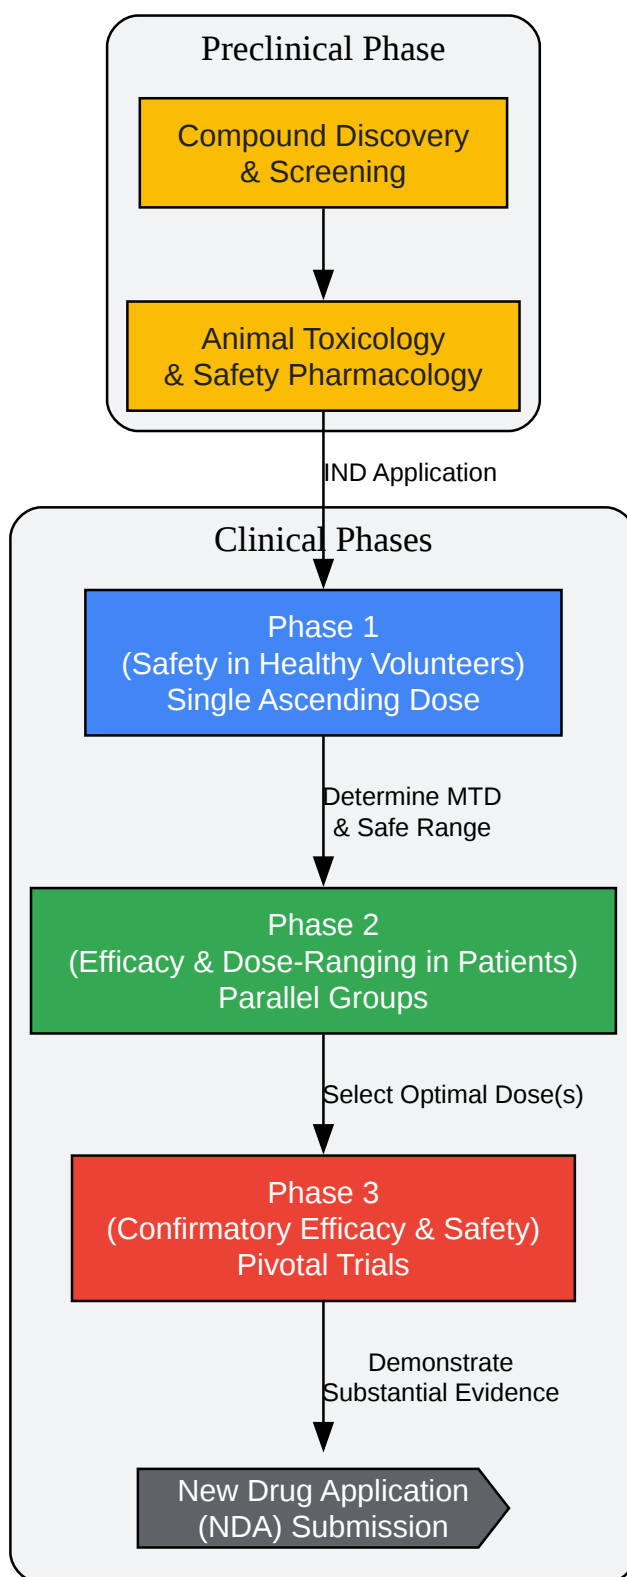 Preclinical Phase
Compound Discovery
& Screening
Animal Toxicology
& Safety Pharmacology
IND Application
Clinical Phases
Phase 1
(Safety in Healthy Volunteers)
Single Ascending Dose
Determine MTD
& Safe Range
Phase 2
(Efficacy & Dose-Ranging in Patients)
Parallel Groups
Select Optimal Dose(s)
Phase 3
(Confirmatory Efficacy & Safety)
Pivotal Trials
Demonstrate
Substantial Evidence
New Drug Application
(NDA) Submission